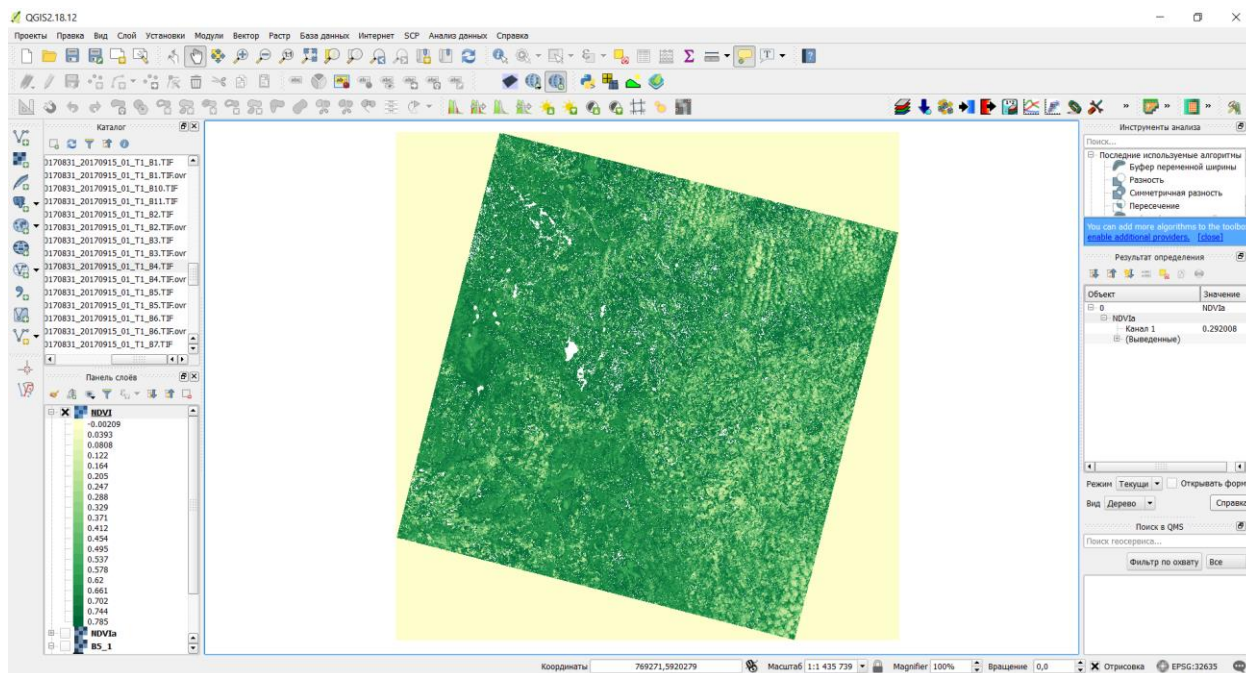 QGIS2.18.12
Проекты Правка Вид Слой Установки Модули Вектор Растр База данных Интернет SCP Анализ данных Справка
Каталог
0170831_20170915_01_T1_B1.TIF
0170831_20170915_01_T1_B1.TIF.ovr
0170831_20170915_01_T1_B10.TIF
0170831_20170915_01_T1_B11.TIF
0170831_20170915_01_T1_B2.TIF
0170831_20170915_01_T1_B2.TIF.ovr
0170831_20170915_01_T1_B3.TIF
0170831_20170915_01_T1_B3.TIF.ovr
0170831_20170915_01_T1_B4.TIF
0170831_20170915_01_T1_B4.TIF.ovr
0170831_20170915_01_T1_B5.TIF
0170831_20170915_01_T1_B5.TIF.ovr
0170831_20170915_01_T1_B6.TIF
0170831_20170915_01_T1_B6.TIF.ovr
0170831_20170915_01_T1_B7.TIF
Панель слоёв
NDVI
-0.00209
0.0393
0.0808
0.122
0.164
0.205
0.247
0.288
0.329
0.371
0.412
0.454
0.495
0.537
0.578
0.62
0.661
0.702
0.744
0.785
NDVIa
B5_1
Инструменты анализа
Поиск...
Последние используемые алгоритмы
Буфер переменной ширины
Разность
Симметричная разность
Пересечение
You can add more algorithms to the toolbo
enable additional providers. [close]
Результат определения
Объект Значение
0 NDVIa
NDVIa
Канал 1 0.292008
(Выведенные)
Режим Текущи Открывать форм
Вид Дерево Справка
Поиск в QMS
Поиск геосервиса...
Фильтр по охвату Все
Координаты 769271,5920279 Масштаб 1:1 435 739 Magnifier 100% Вращение 0,0 Отрисовка EPSG:32635